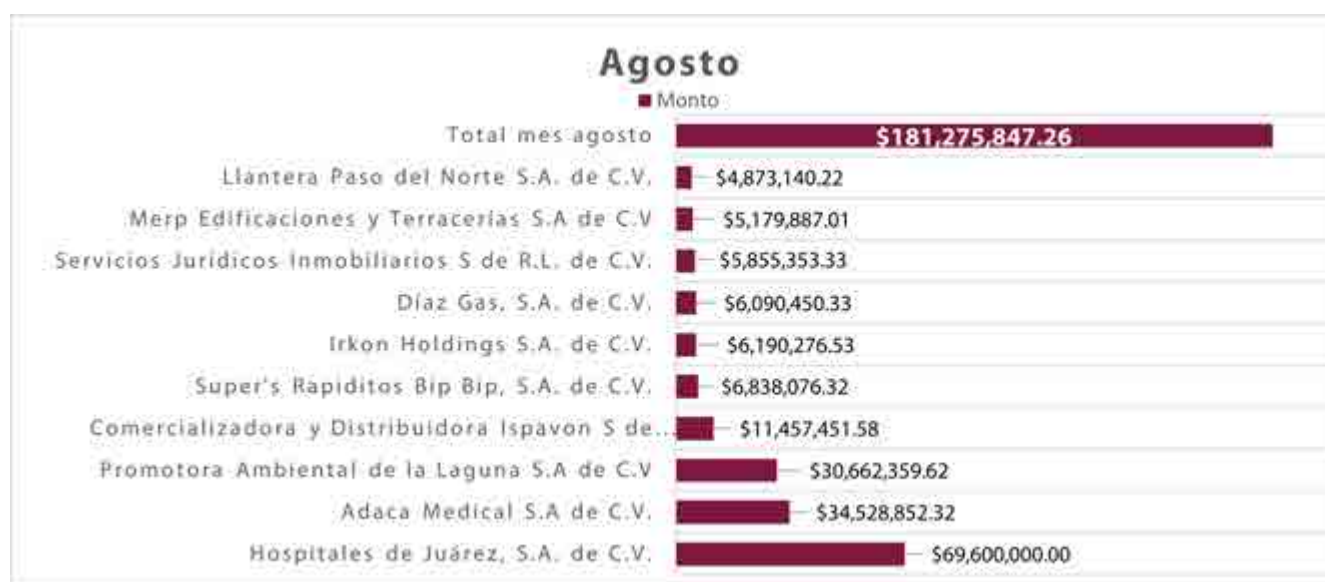 Agosto
Monto
Total mes agosto $181,275,847.26
Llantera Paso del Norte S.A. de C.V. $4,873,140.22
Merp Edificaciones y Terracerías S.A de C.V $5,179,887.01
Servicios Jurídicos Inmobiliarios S de R.L. de C.V. $5,855,353.33
Díaz Gas, S.A. de C.V. $6,090,450.33
Irkon Holdings S.A. de C.V. $6,190,276.53
Super's Rapiditos Bip Bip, S.A. de C.V. $6,838,076.32
Comercializadora y Distribuidora Ispavon S de... $11,457,451.58
Promotora Ambiental de la Laguna S.A de C.V $30,662,359.62
Adaca Medical S.A de C.V. $34,528,852.32
Hospitales de Juárez, S.A. de C.V. $69,600,000.00